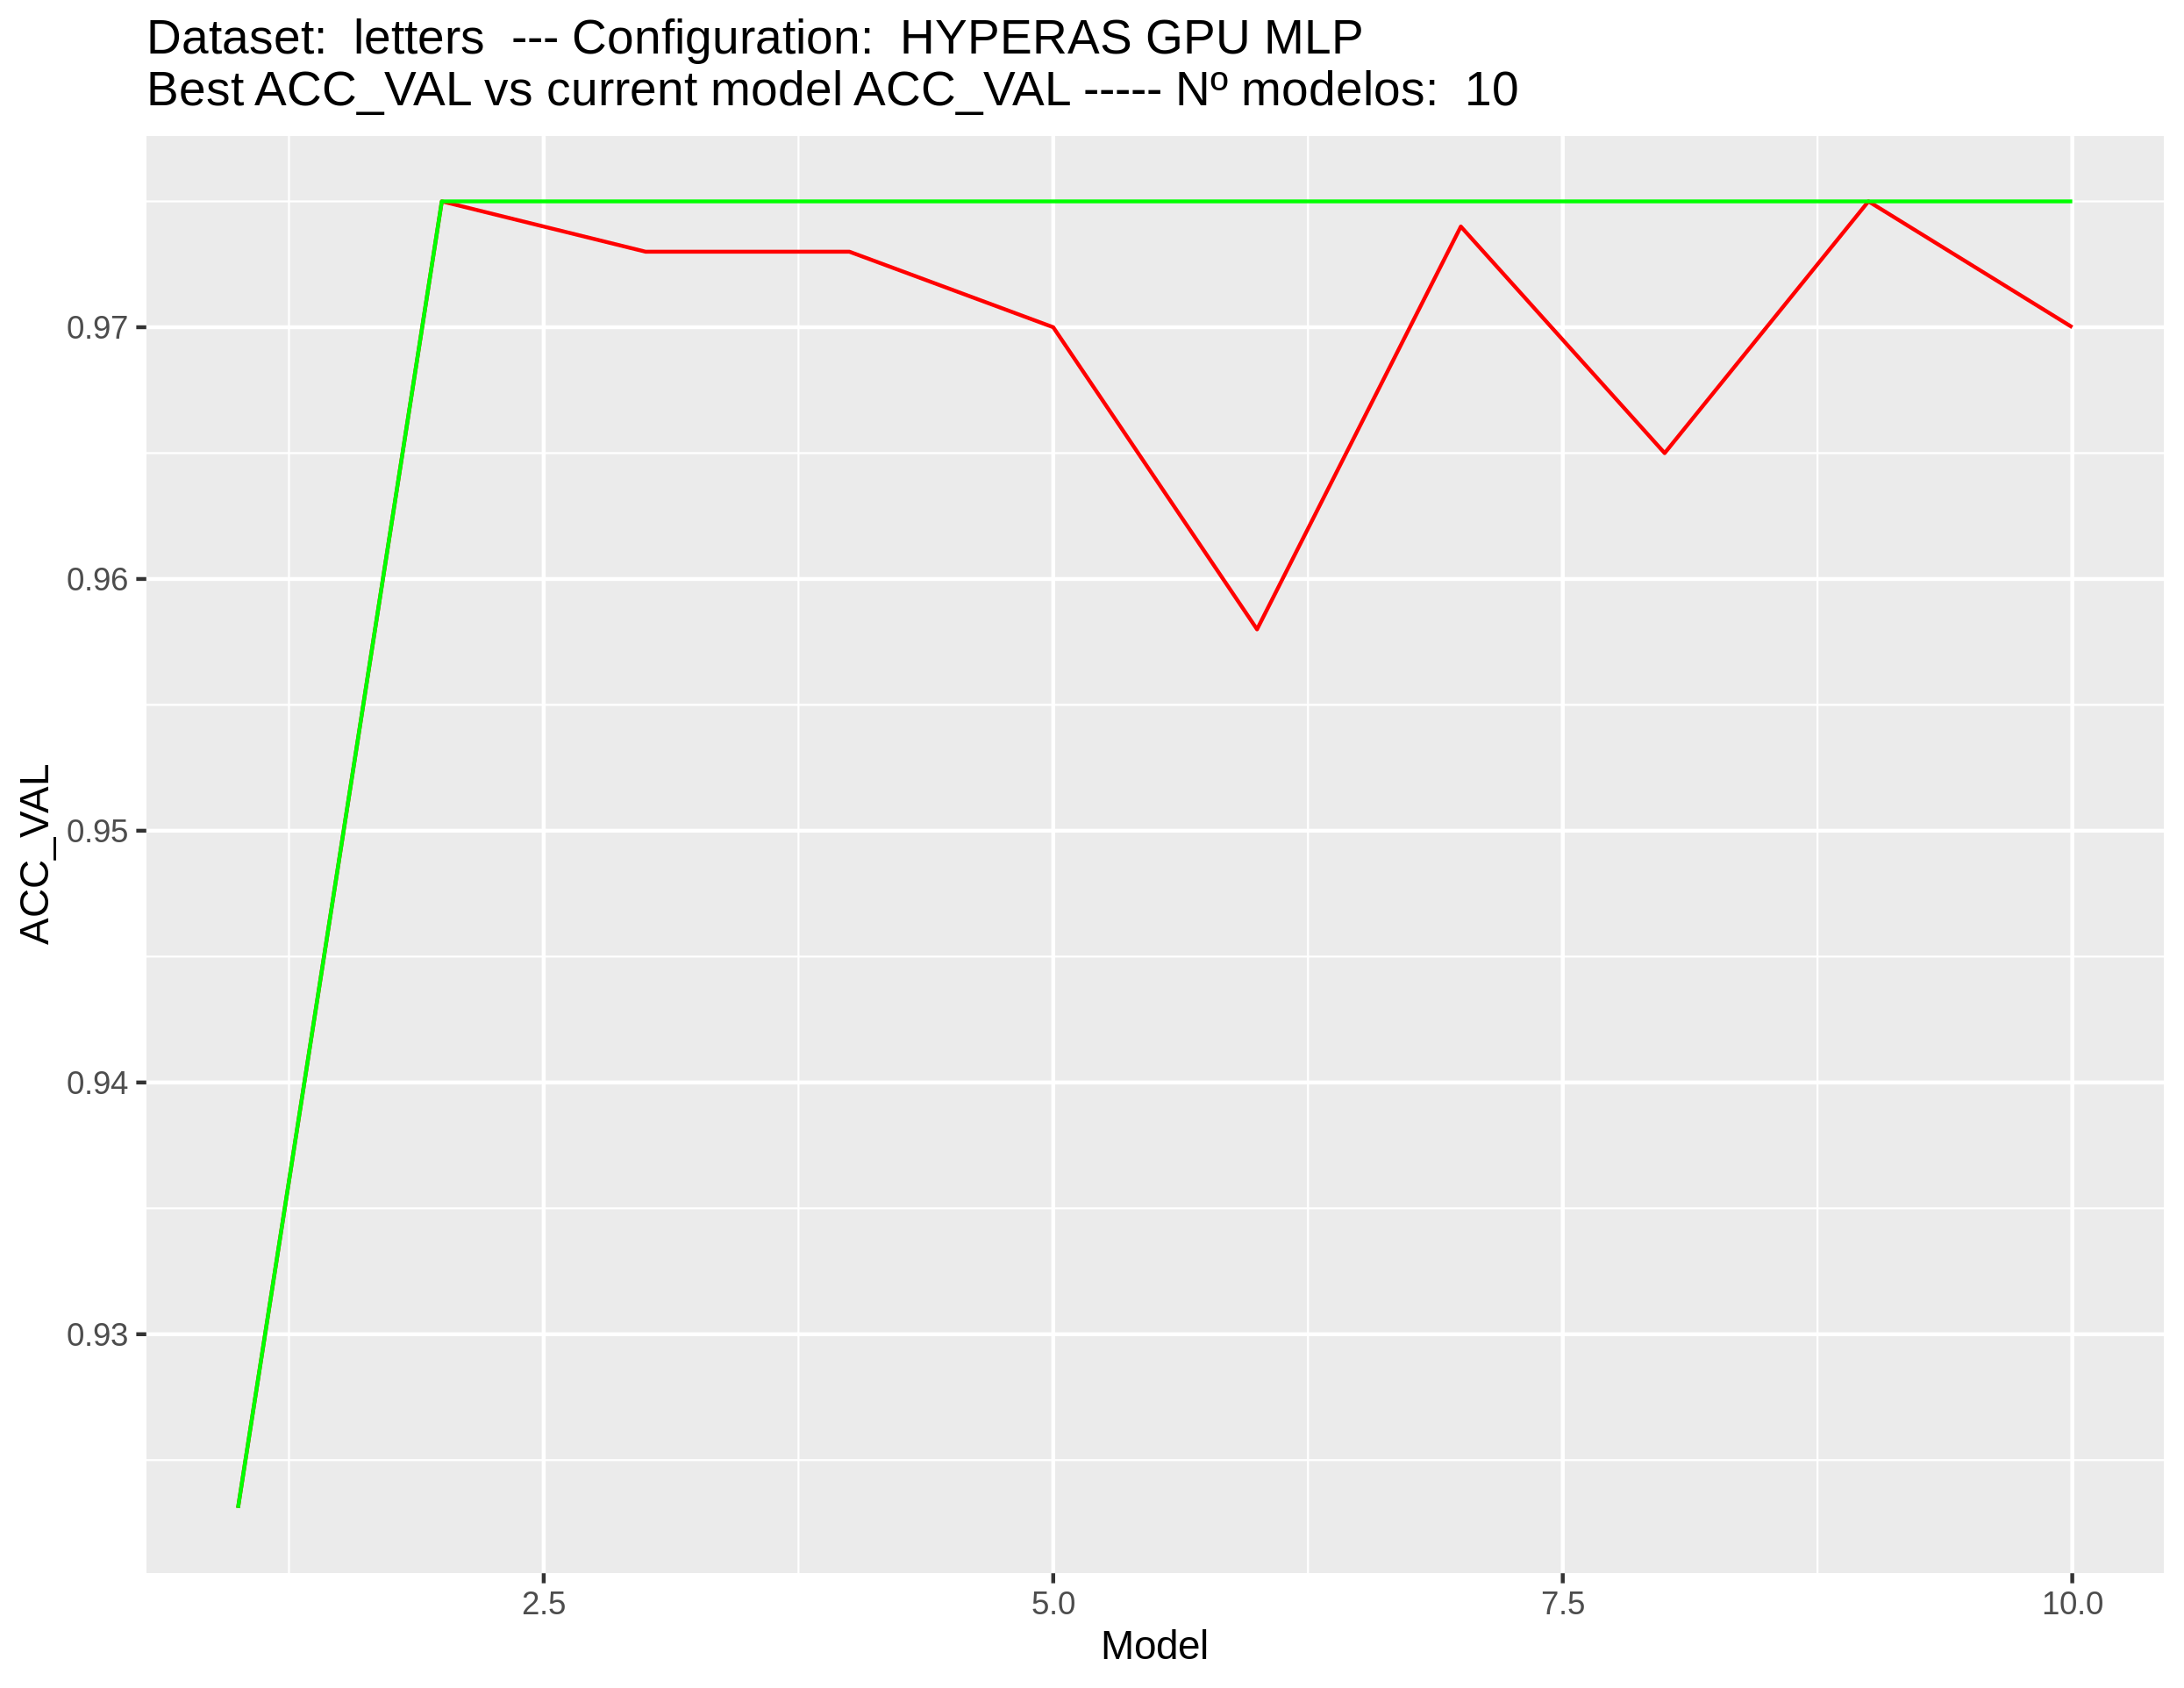 Dataset:  letters  --- Configuration:  HYPERAS GPU MLP
Best ACC_VAL vs current model ACC_VAL ----- Nº modelos:  10
ACC_VAL
0.97
0.96
0.95
0.94
0.93
2.5
5.0
7.5
10.0
Model